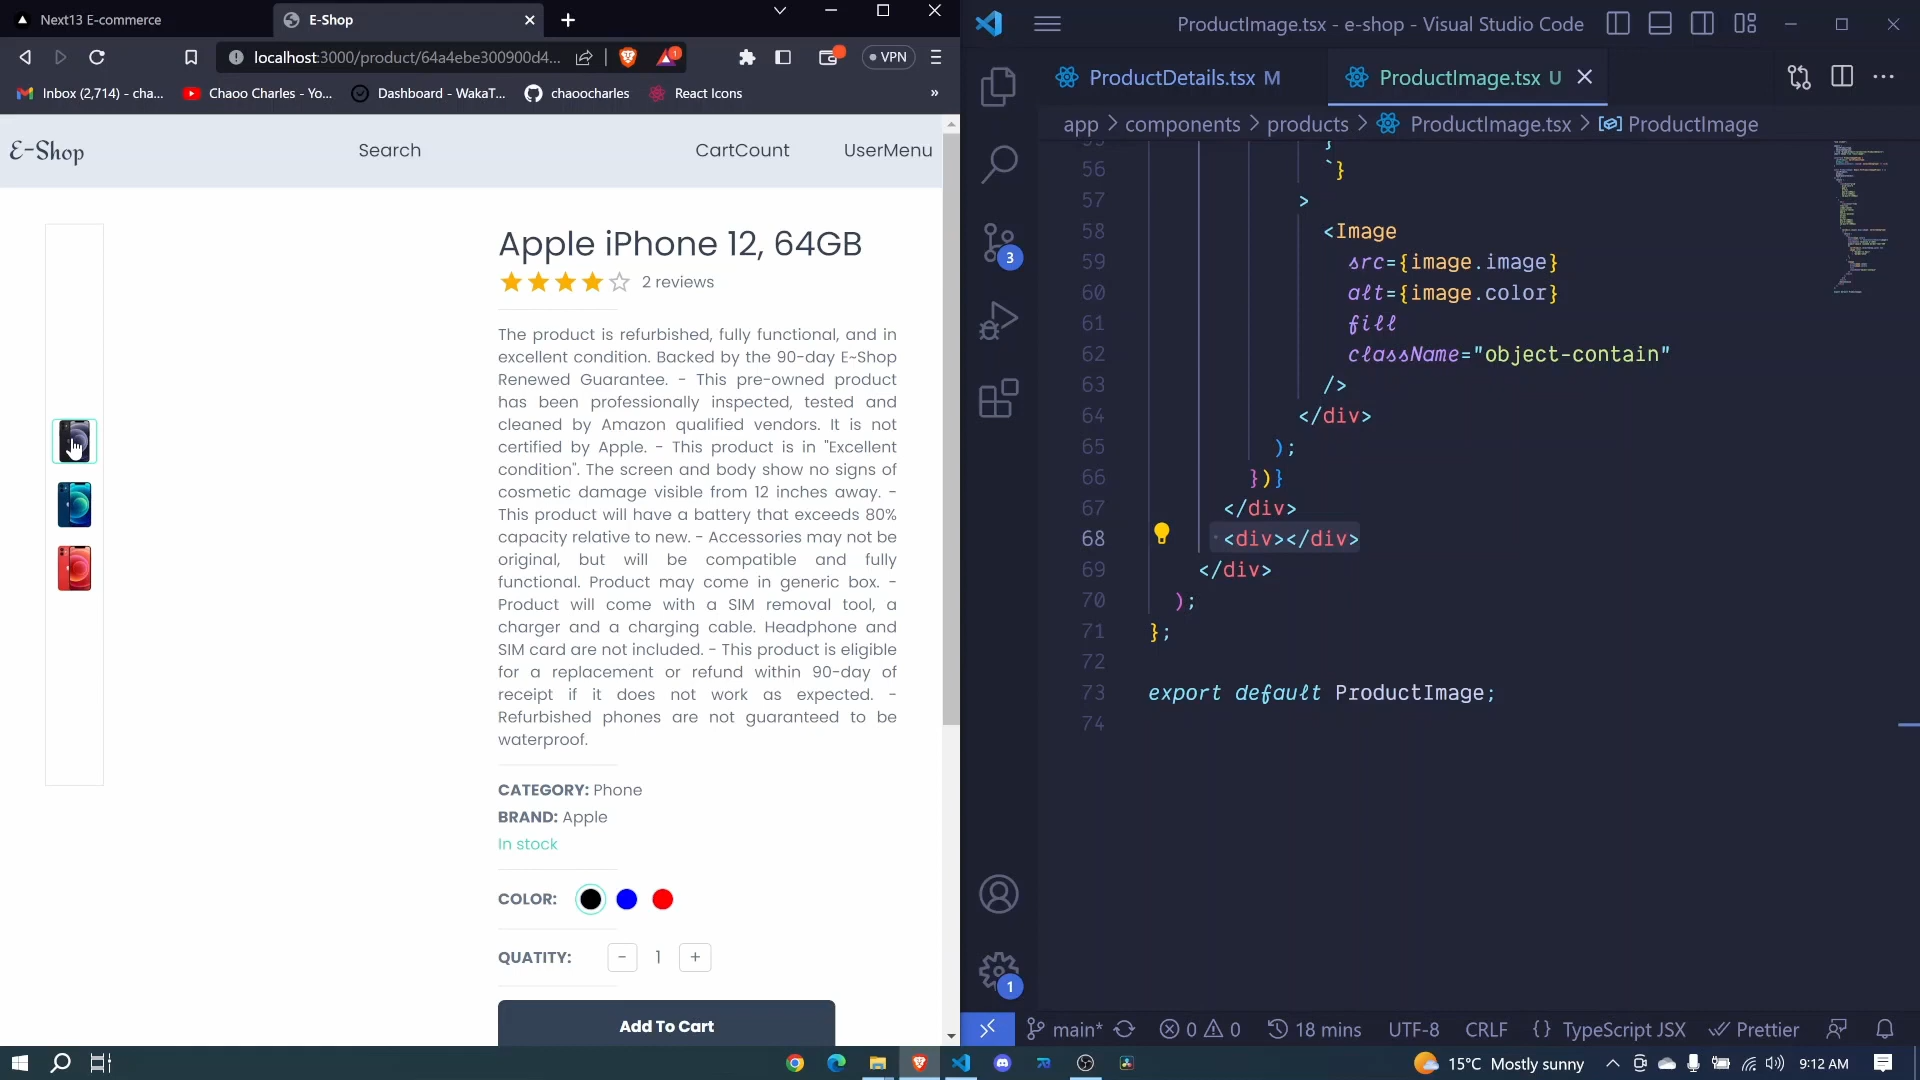 Next13 E-commerce
E-Shop
localhost:3000/product/64a4ebe300900d4...
VPN
Inbox (2,714) - cha...
Chaoo Charles - Yo...
Dashboard - WakaT...
chaoocharles
React Icons
»
E-Shop
Search
CartCount
UserMenu
Apple iPhone 12, 64GB
2 reviews
The product is refurbished, fully functional, and in
excellent condition. Backed by the 90-day E~Shop
Renewed Guarantee. - This pre-owned product
has been professionally inspected, tested and
cleaned by Amazon qualified vendors. It is not
certified by Apple. - This product is in "Excellent
condition". The screen and body show no signs of
cosmetic damage visible from 12 inches away. -
This product will have a battery that exceeds 80%
capacity relative to new. - Accessories may not be
original, but will be compatible and fully
functional. Product may come in generic box. -
Product will come with a SIM removal tool, a
charger and a charging cable. Headphone and
SIM card are not included. - This product is eligible
for a replacement or refund within 90-day of
receipt if it does not work as expected. -
Refurbished phones are not guaranteed to be
waterproof.
CATEGORY: Phone
BRAND: Apple
In stock
COLOR:
QUATITY: - 1 +
Add To Cart
ProductImage.tsx - e-shop - Visual Studio Code
ProductDetails.tsx M
ProductImage.tsx U
app > components > products > ProductImage.tsx > ProductImage
56 `}
57 >
58 <Image
59 src={image.image}
60 alt={image.color}
61 fill
62 className="object-contain"
63 />
64 </div>
65 );
66 })}
67 </div>
68 <div></div>
69 </div>
70 );
71 };
72
73 export default ProductImage;
74
3
1
main*
0 0
18 mins
UTF-8
CRLF
{} TypeScript JSX
Prettier
15°C Mostly sunny
9:12 AM